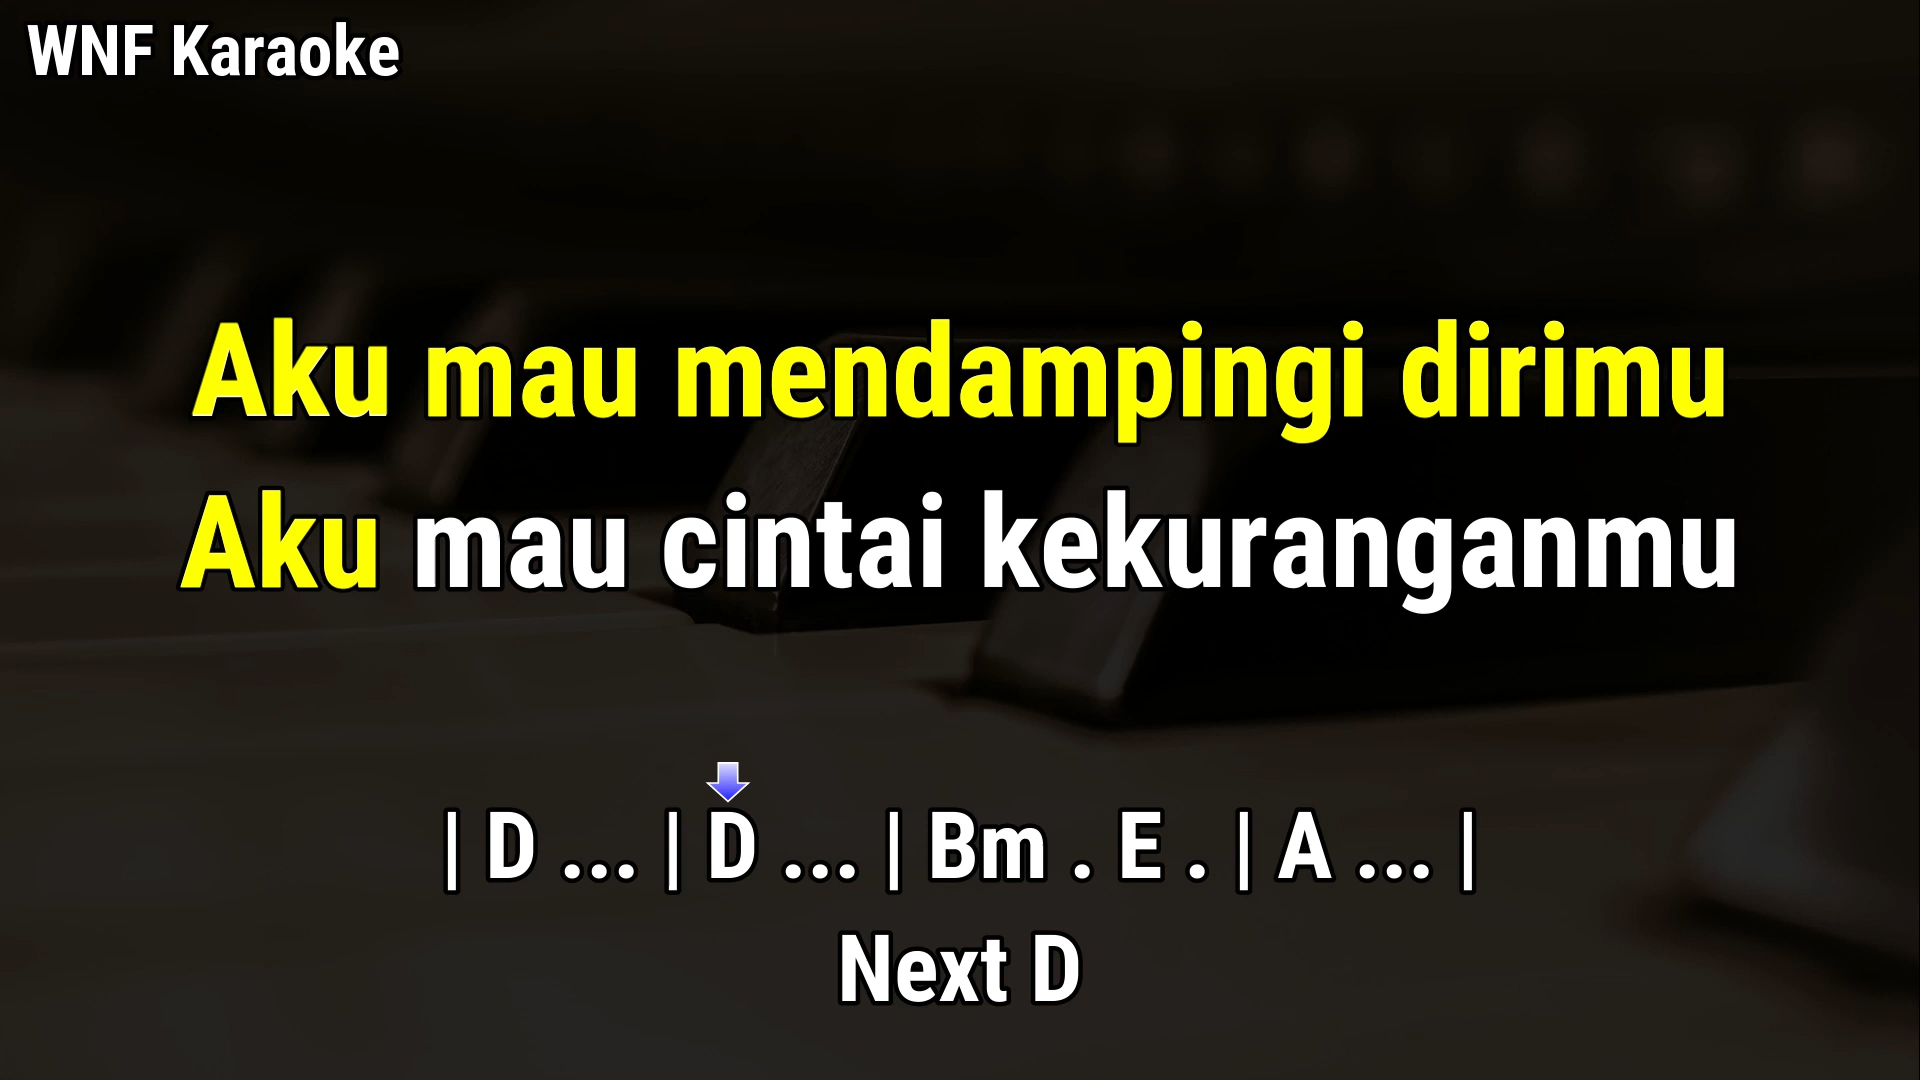 WNF Karaoke
Aku mau mendampingi dirimu
Aku mau cintai kekuranganmu
| D ... | D ... | Bm . E . | A ... |
Next D